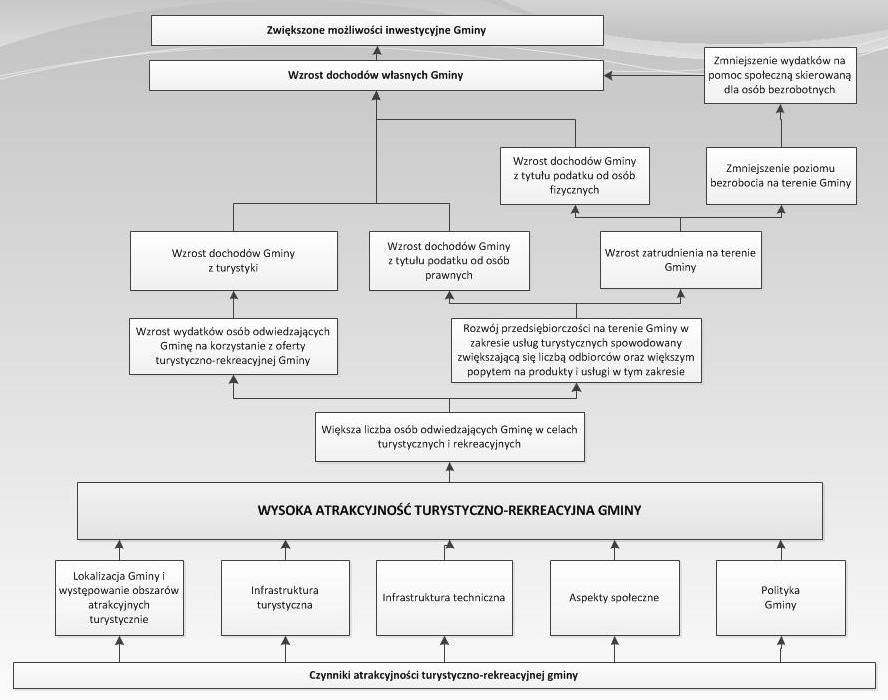 Zwiększone możliwości inwestycyjne Gminy
Wzrost dochodów własnych Gminy
Zmniejszenie wydatków na
pomoc społeczną skierowaną
dla osób bezrobotnych
Wzrost dochodów Gminy
z tytułu podatku od osób
fizycznych
Zmniejszenie poziomu
bezrobocia na terenie Gminy
Wzrost dochodów Gminy
z turystyki
Wzrost dochodów Gminy
z tytułu podatku od osób
prawnych
Wzrost zatrudnienia na terenie
Gminy
Wzrost wydatków osób odwiedzających
Gminę na korzystanie z oferty
turystyczno-rekreacyjnej Gminy
Rozwój przedsiębiorczości na terenie Gminy w
zakresie usług turystycznych spowodowany
zwiększającą się liczbą odbiorców oraz większym
popytem na produkty i usługi w tym zakresie
Większa liczba osób odwiedzających Gminę w celach
turystycznych i rekreacyjnych
WYSOKA ATRAKCYJNOŚĆ TURYSTYCZNO-REKREACYJNA GMINY
Lokalizacja Gminy i
występowanie obszarów
atrakcyjnych
turystycznie
Infrastruktura
turystyczna
Infrastruktura techniczna
Aspekty społeczne
Polityka
Gminy
Czynniki atrakcyjności turystyczno-rekreacyjnej gminy